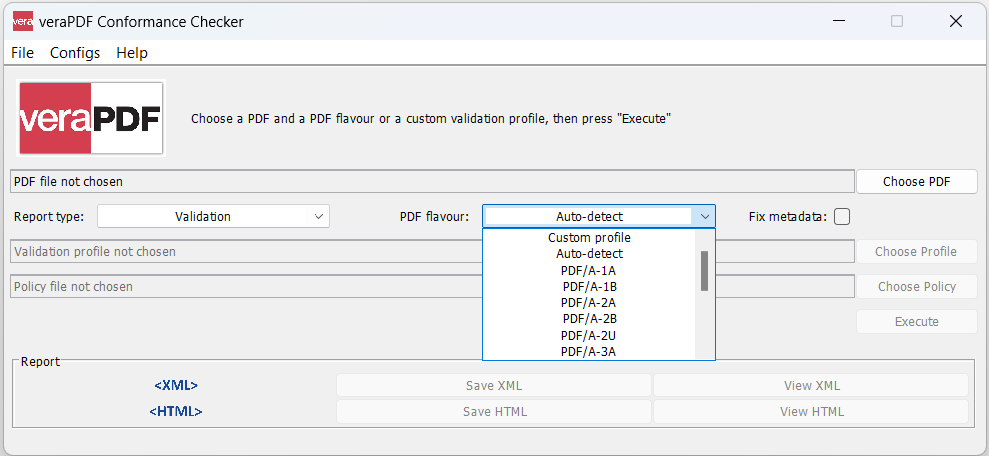 vera veraPDF Conformance Checker
File Configs Help
veraPDF
Choose a PDF and a PDF flavour or a custom validation profile, then press "Execute"
PDF file not chosen Choose PDF
Report type: Validation PDF flavour: Auto-detect Fix metadata:
Custom profile
Validation profile not chosen Auto-detect Choose Profile
PDF/A-1A
Policy file not chosen PDF/A-1B Choose Policy
PDF/A-2A
PDF/A-2B Execute
PDF/A-2U
PDF/A-3A
Report
<XML> Save XML View XML
<HTML> Save HTML View HTML